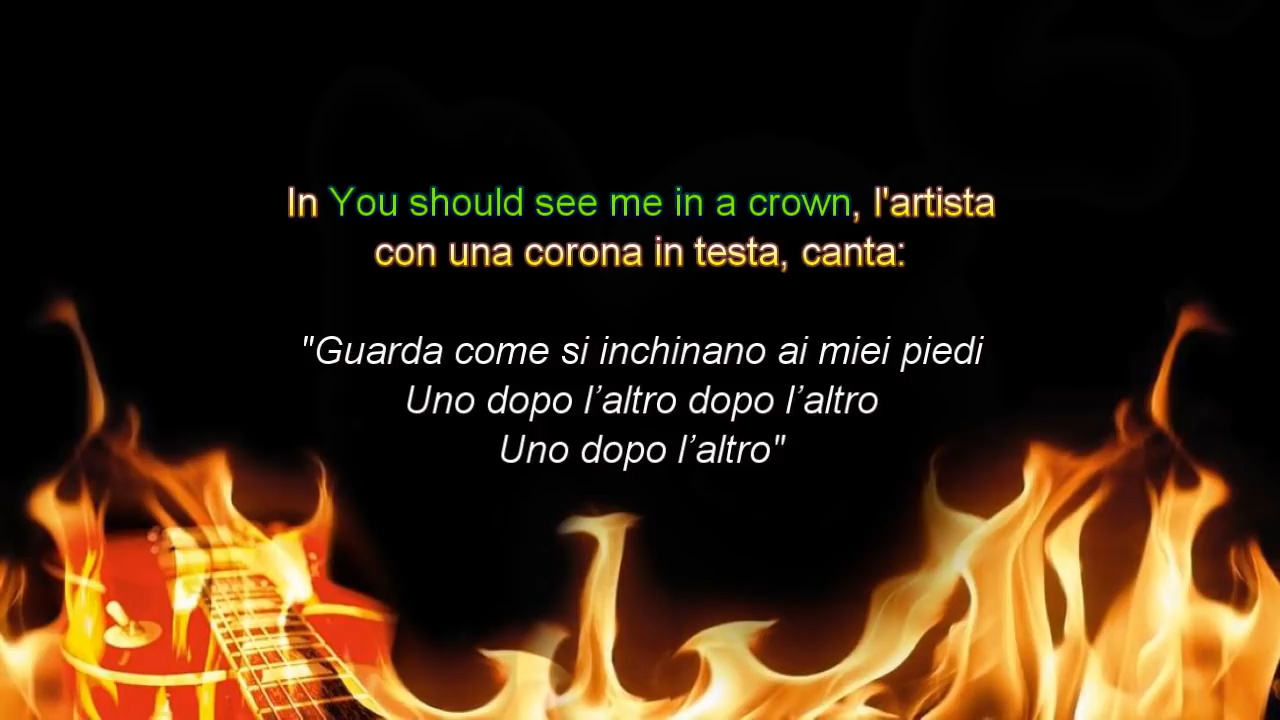 In You should see me in a crown, l'artista
con una corona in testa, canta:
"Guarda come si inchinano ai miei piedi
Uno dopo l’altro dopo l’altro
Uno dopo l’altro"